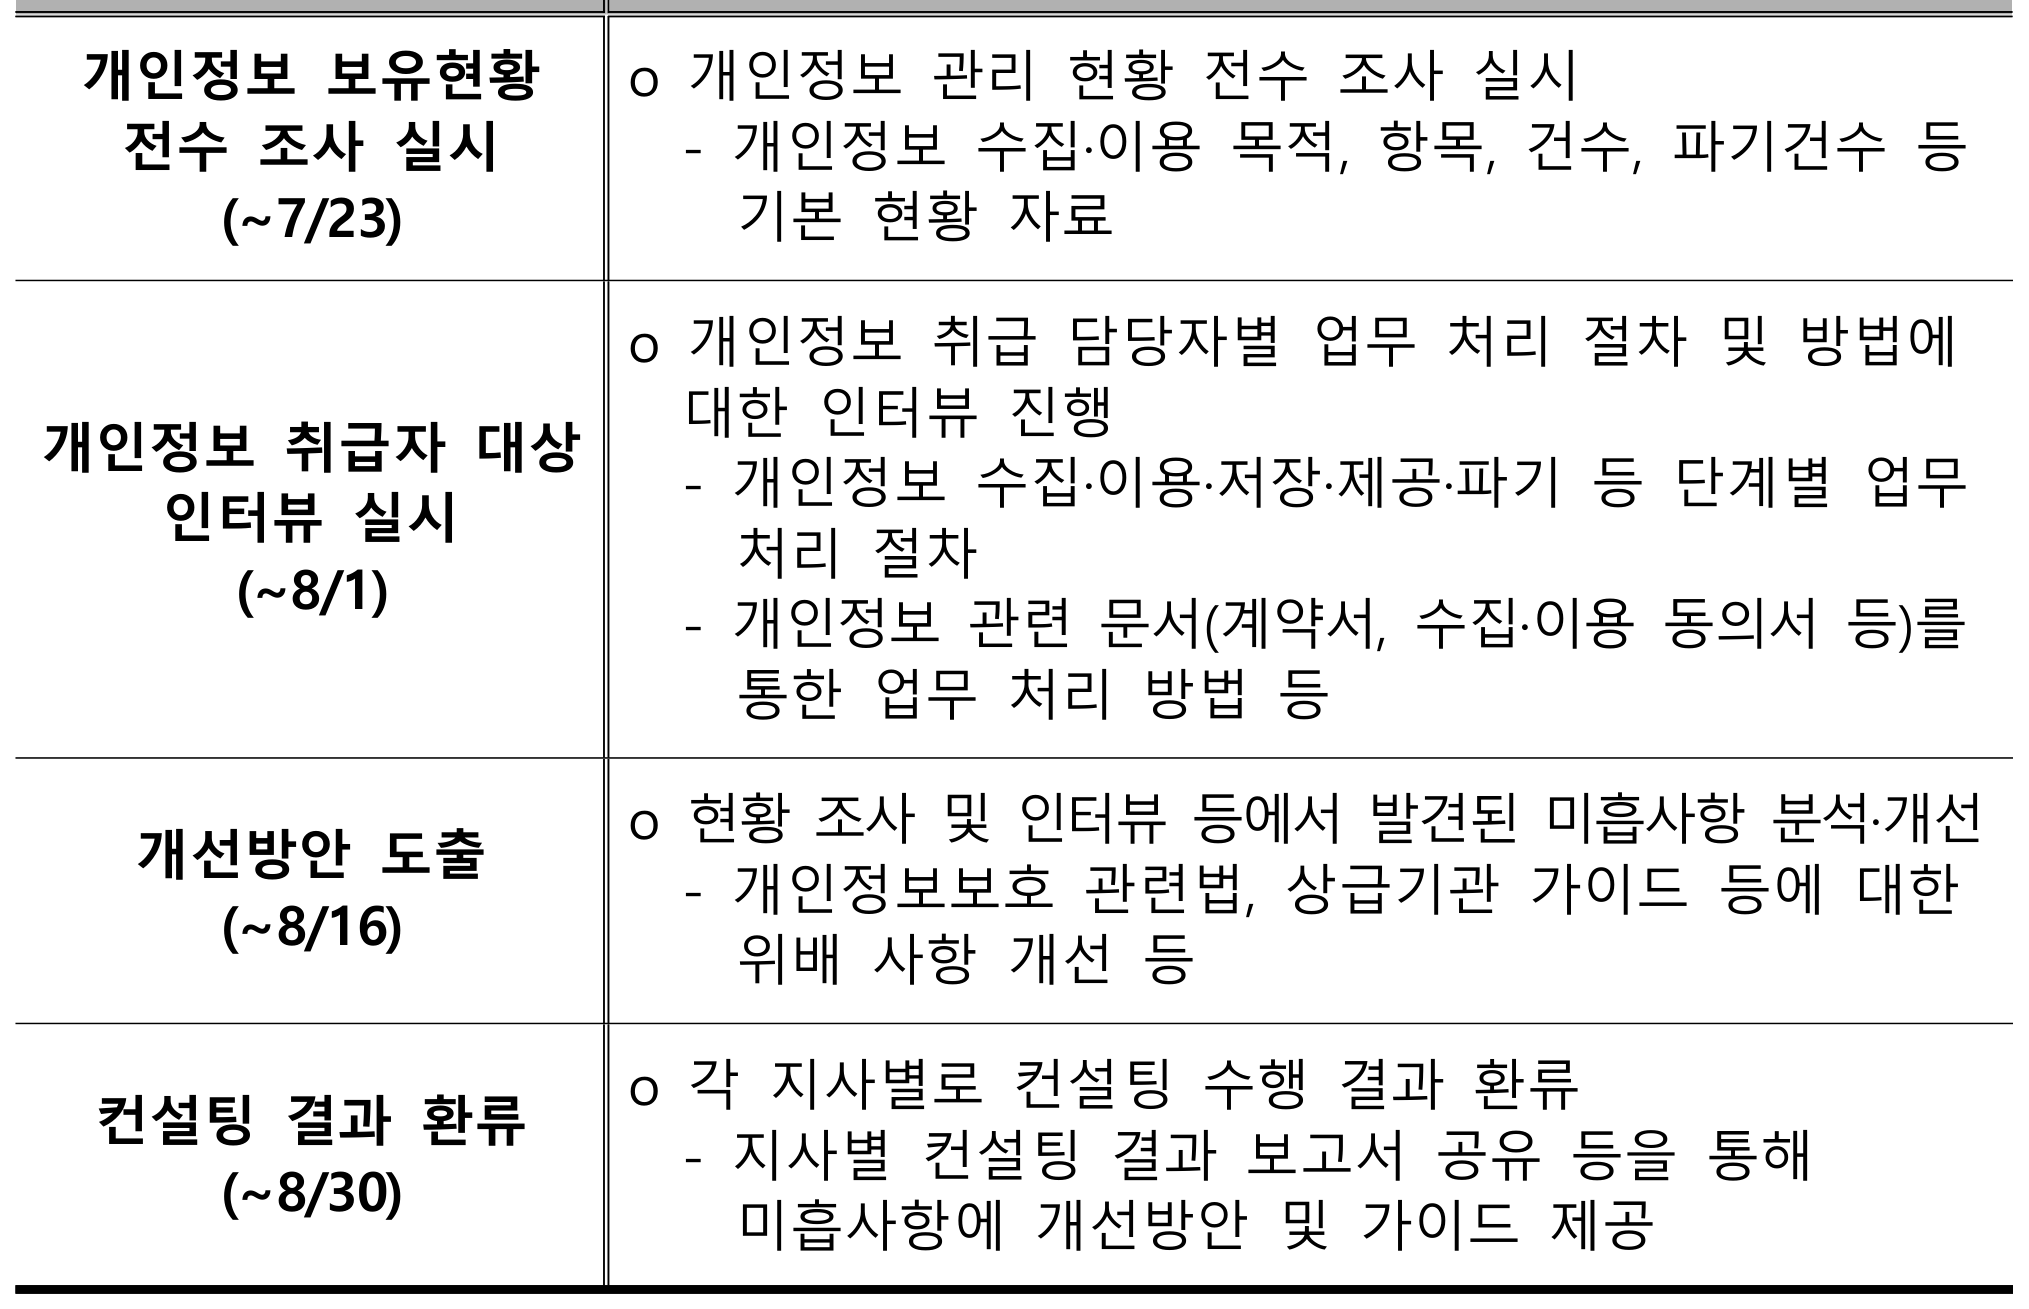 개인정보 보유현황
전수 조사 실시
(~7/23)
o 개인정보 관리 현황 전수 조사 실시
- 개인정보 수집·이용 목적, 항목, 건수, 파기건수 등
기본 현황 자료
개인정보 취급자 대상
인터뷰 실시
(~8/1)
o 개인정보 취급 담당자별 업무 처리 절차 및 방법에
대한 인터뷰 진행
- 개인정보 수집·이용·저장·제공·파기 등 단계별 업무
처리 절차
- 개인정보 관련 문서(계약서, 수집·이용 동의서 등)를
통한 업무 처리 방법 등
개선방안 도출
(~8/16)
o 현황 조사 및 인터뷰 등에서 발견된 미흡사항 분석·개선
- 개인정보보호 관련법, 상급기관 가이드 등에 대한
위배 사항 개선 등
컨설팅 결과 환류
(~8/30)
o 각 지사별로 컨설팅 수행 결과 환류
- 지사별 컨설팅 결과 보고서 공유 등을 통해
미흡사항에 개선방안 및 가이드 제공